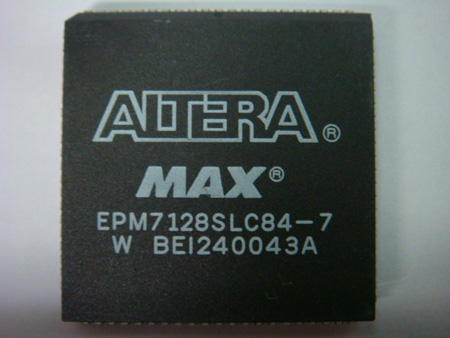 ALTERA®
MAX®
EPM7128SLC84-7
W BEI240043A